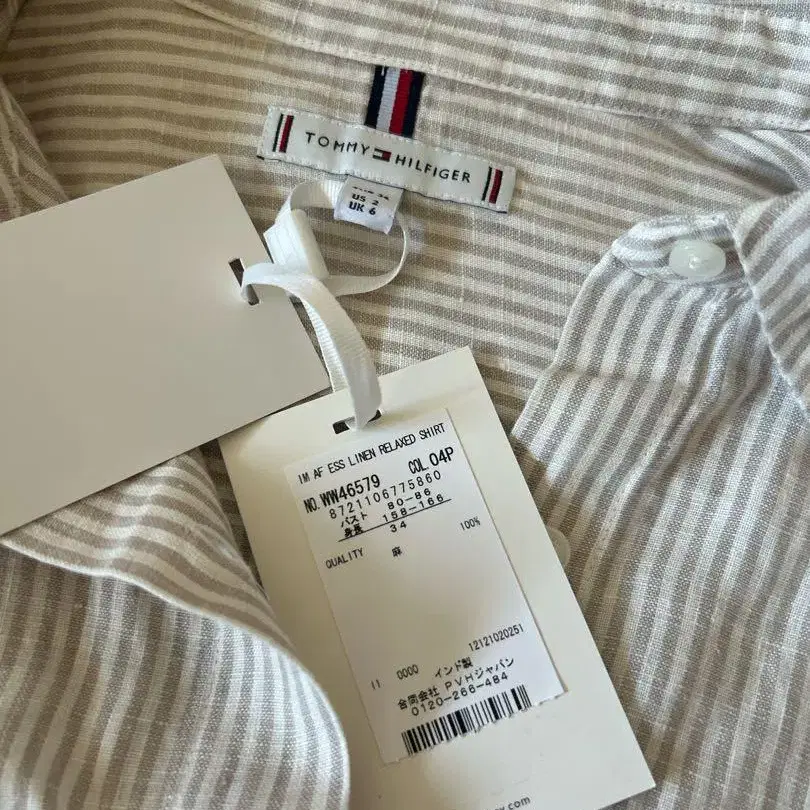 TOMMY HILFIGER
US 2
UK 6
IM AF ESS LINEN RELAXED SHIRT
NO. WW46579 COL. 04P
8721106775860
バスト 80-86
身長 158-166
34
QUALITY 麻 100%
12121020251
11 0000 インド製
合同会社 PVHジャパン
0120-266-484